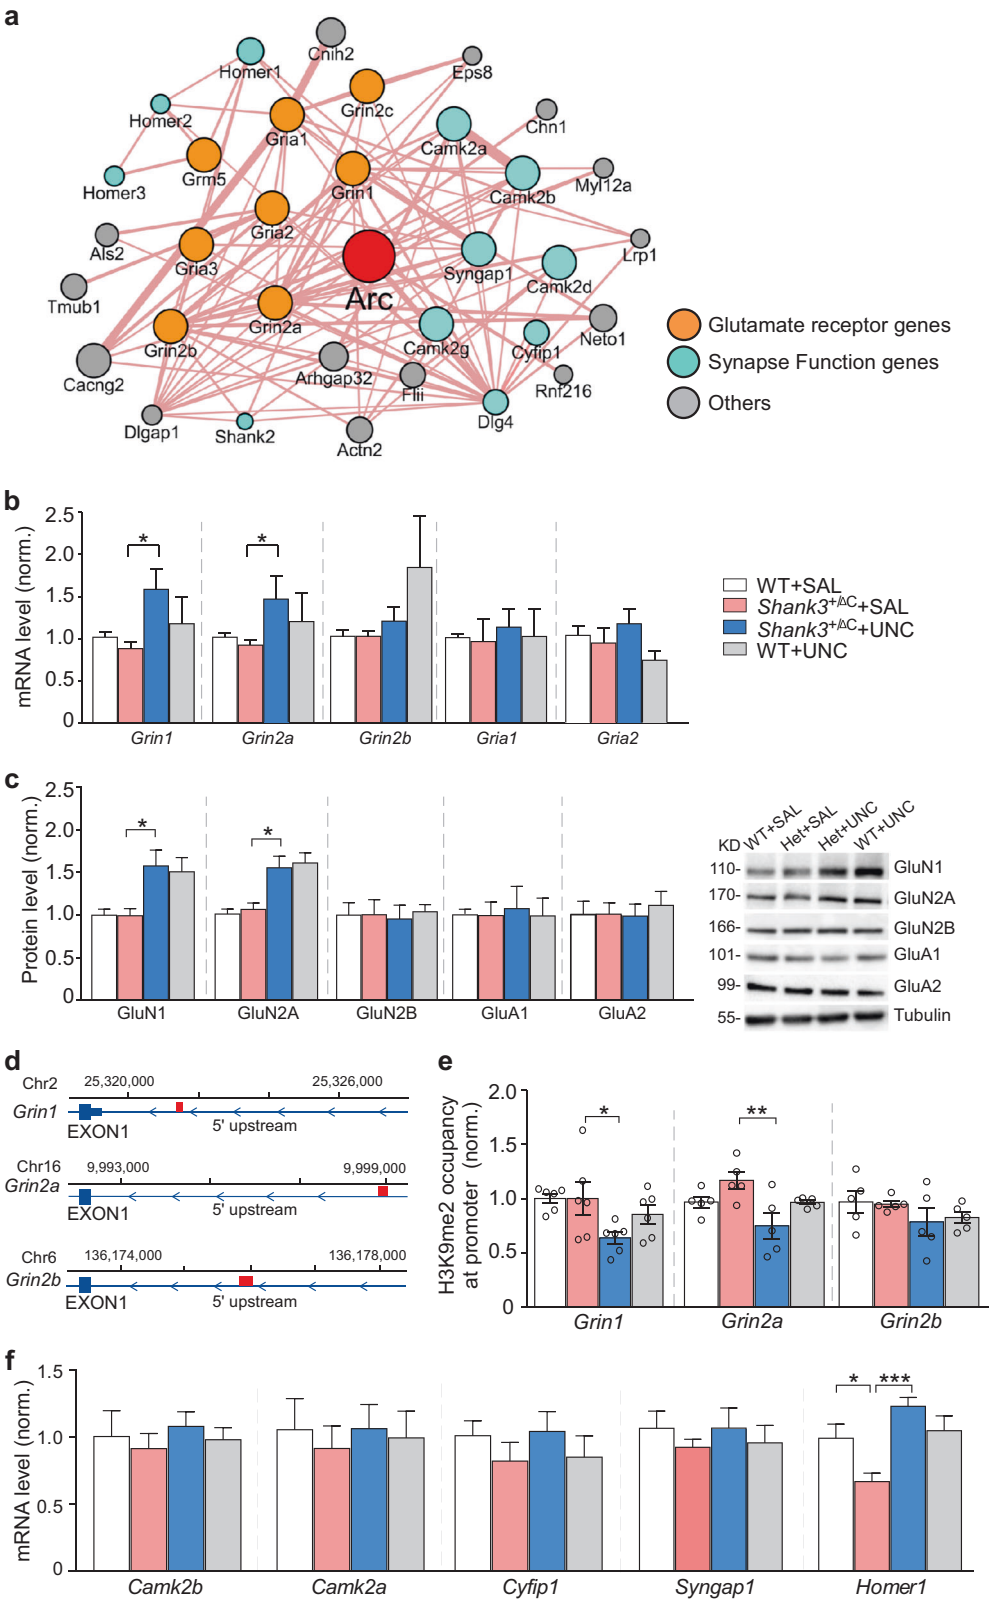 a
Cnih2
Homer1
Eps8
Grin2c
Homer2
Gria1
Chn1
Camk2a
Grm5
Grin1
Camk2b
Myl12a
Homer3
Gria2
Als2
Gria3
Syngap1
Lrp1
Camk2d
Tmub1
Arc
Grin2a
Grin2b
Camk2g
Cyfip1
Neto1
Cacng2
Arhgap32
Flii
Rnf216
Dlgap1
Shank2
Actn2
Dlg4
Glutamate receptor genes
Synapse Function genes
Others
b
mRNA level (norm.)
2.5
2.0
1.5
1.0
0.5
0
* *
Grin1 Grin2a Grin2b Gria1 Gria2
WT+SAL
Shank3+/ΔC+SAL
Shank3+/ΔC+UNC
WT+UNC
c
Protein level (norm.)
2.5
2.0
1.5
1.0
0.5
0
* *
GluN1 GluN2A GluN2B GluA1 GluA2
KD WT+SAL Het+SAL Het+UNC WT+UNC
110- GluN1
170- GluN2A
166- GluN2B
101- GluA1
99- GluA2
55- Tubulin
d
Chr2 25,320,000 25,326,000
Grin1
EXON1 5' upstream
Chr16 9,993,000 9,999,000
Grin2a
EXON1 5' upstream
Chr6 136,174,000 136,178,000
Grin2b
EXON1 5' upstream
e
H3K9me2 occupancy
at promoter (norm.)
2.0
1.5
1.0
0.5
0
* **
Grin1 Grin2a Grin2b
f
mRNA level (norm.)
1.5
1.0
0.5
0
* ***
Camk2b Camk2a Cyfip1 Syngap1 Homer1